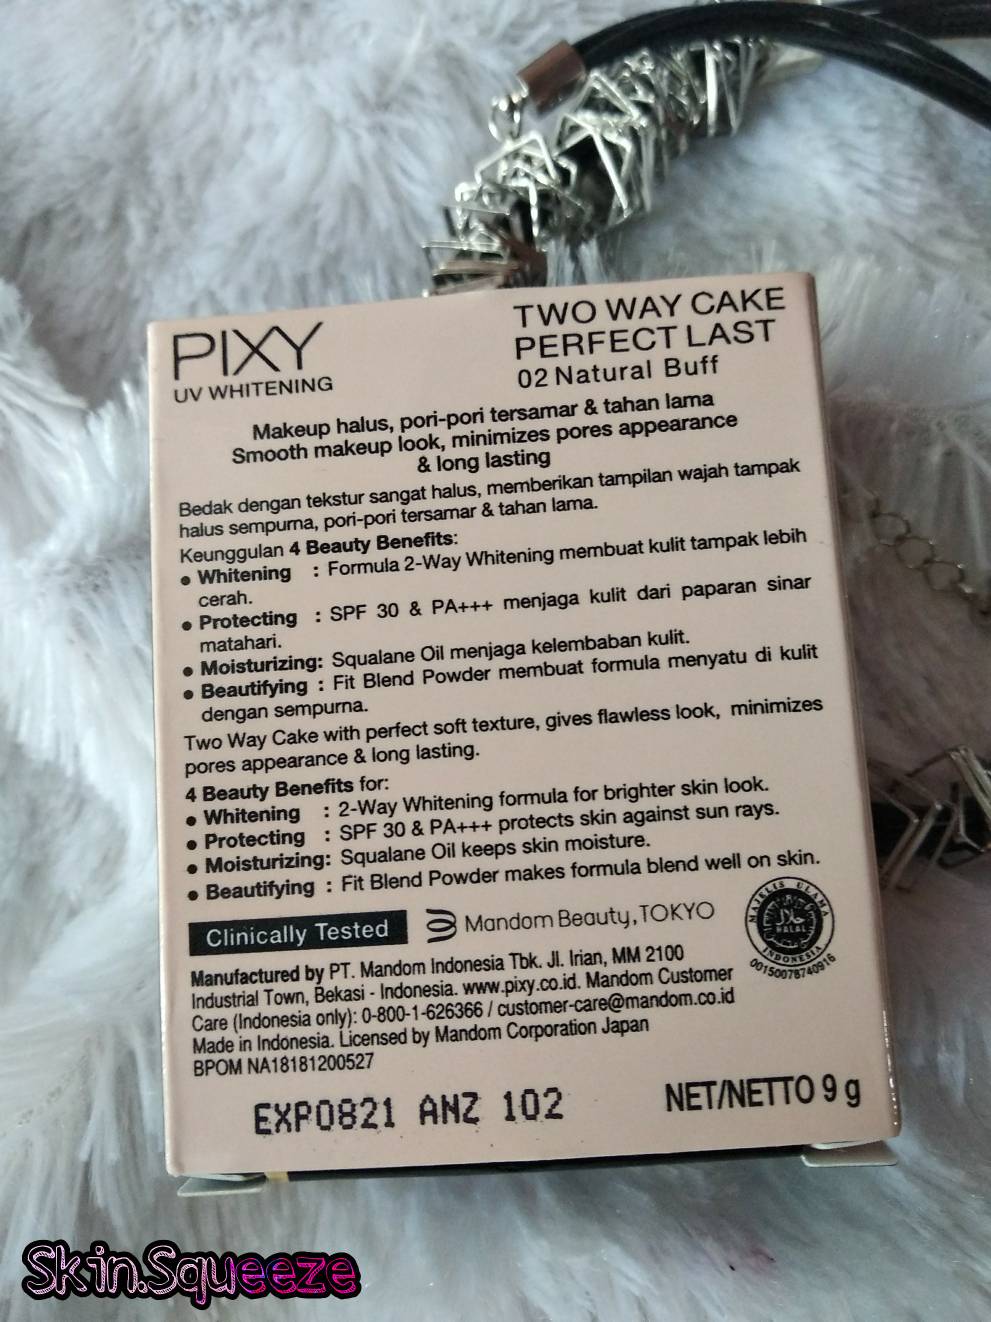 PIXY
UV WHITENING
TWO WAY CAKE
PERFECT LAST
02 Natural Buff
Makeup halus, pori-pori tersamar & tahan lama
Smooth makeup look, minimizes pores appearance
& long lasting
Bedak dengan tekstur sangat halus, memberikan tampilan wajah tampak
halus sempurna, pori-pori tersamar & tahan lama.
Keunggulan 4 Beauty Benefits:
• Whitening : Formula 2-Way Whitening membuat kulit tampak lebih
cerah.
• Protecting : SPF 30 & PA+++ menjaga kulit dari paparan sinar
matahari.
• Moisturizing: Squalane Oil menjaga kelembaban kulit.
• Beautifying : Fit Blend Powder membuat formula menyatu di kulit
dengan sempurna.
Two Way Cake with perfect soft texture, gives flawless look, minimizes
pores appearance & long lasting.
4 Beauty Benefits for:
• Whitening : 2-Way Whitening formula for brighter skin look.
• Protecting : SPF 30 & PA+++ protects skin against sun rays.
• Moisturizing: Squalane Oil keeps skin moisture.
• Beautifying : Fit Blend Powder makes formula blend well on skin.
Clinically Tested
Mandom Beauty, TOKYO
MAJELIS ULAMA
حلال
HALAL
INDONESIA
00150078740916
Manufactured by PT. Mandom Indonesia Tbk. Jl. Irian, MM 2100
Industrial Town, Bekasi - Indonesia. www.pixy.co.id. Mandom Customer
Care (Indonesia only): 0-800-1-626366 / customer-care@mandom.co.id
Made in Indonesia. Licensed by Mandom Corporation Japan
BPOM NA18181200527
EXP0821 ANZ 102
NET/NETTO 9 g
Skin.Squeeze